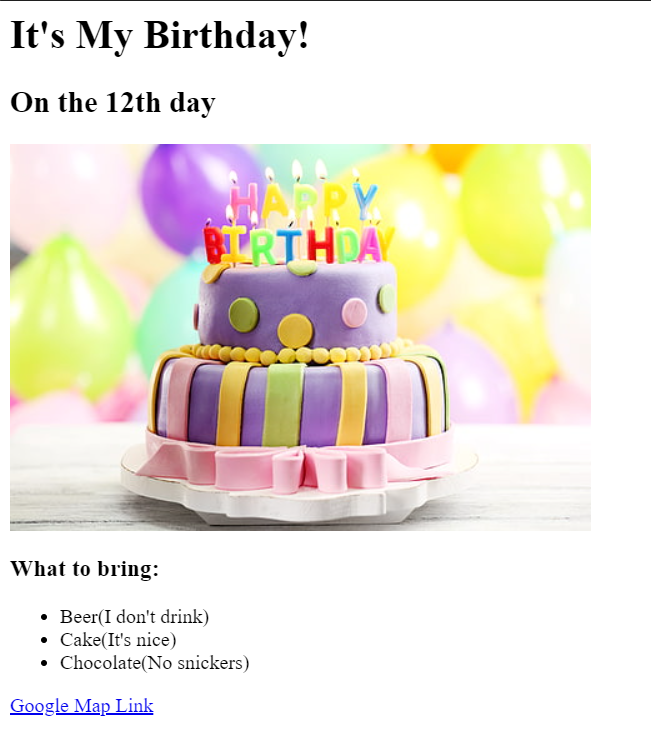 It's My Birthday!
On the 12th day
HAPPY
BIRTHDAY
What to bring:
Beer(I don't drink)
Cake(It's nice)
Chocolate(No snickers)
Google Map Link